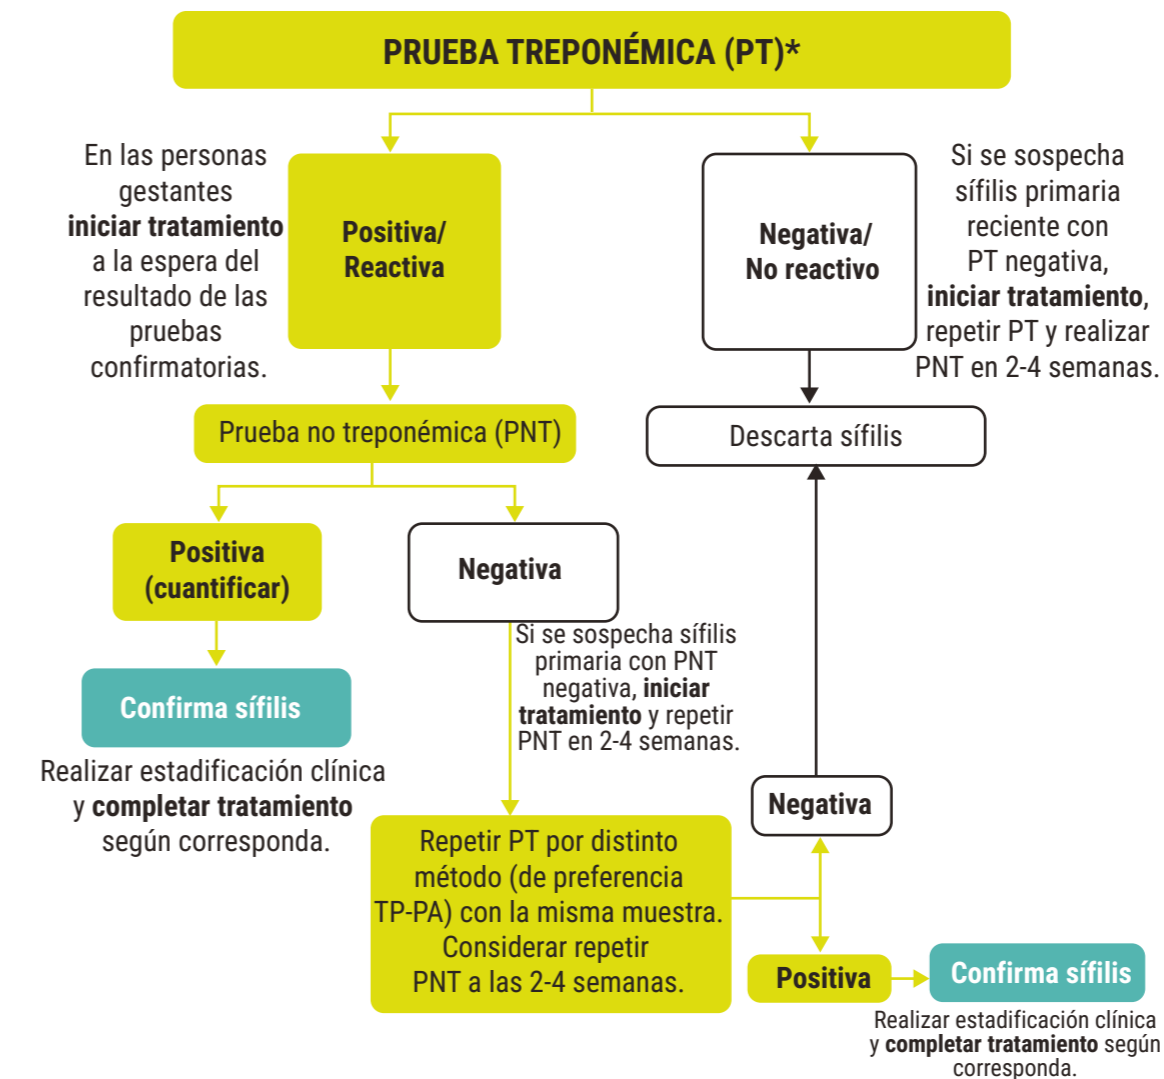 PRUEBA TREPONÉMICA (PT)*
En las personas
gestantes
iniciar tratamiento
a la espera del
resultado de las
pruebas
confirmatorias.
Positiva/
Reactiva
Negativa/
No reactivo
Si se sospecha
sífilis primaria
reciente con
PT negativa,
iniciar tratamiento,
repetir PT y realizar
PNT en 2-4 semanas.
Prueba no treponémica (PNT)
Descarta sífilis
Positiva
(cuantificar)
Negativa
Si se sospecha sífilis
primaria con PNT
negativa, iniciar
tratamiento y repetir
PNT en 2-4 semanas.
Confirma sífilis
Realizar estadificación clínica
y completar tratamiento
según corresponda.
Repetir PT por distinto
método (de preferencia
TP-PA) con la misma muestra.
Considerar repetir
PNT a las 2-4 semanas.
Negativa
Positiva
Confirma sífilis
Realizar estadificación clínica
y completar tratamiento según
corresponda.